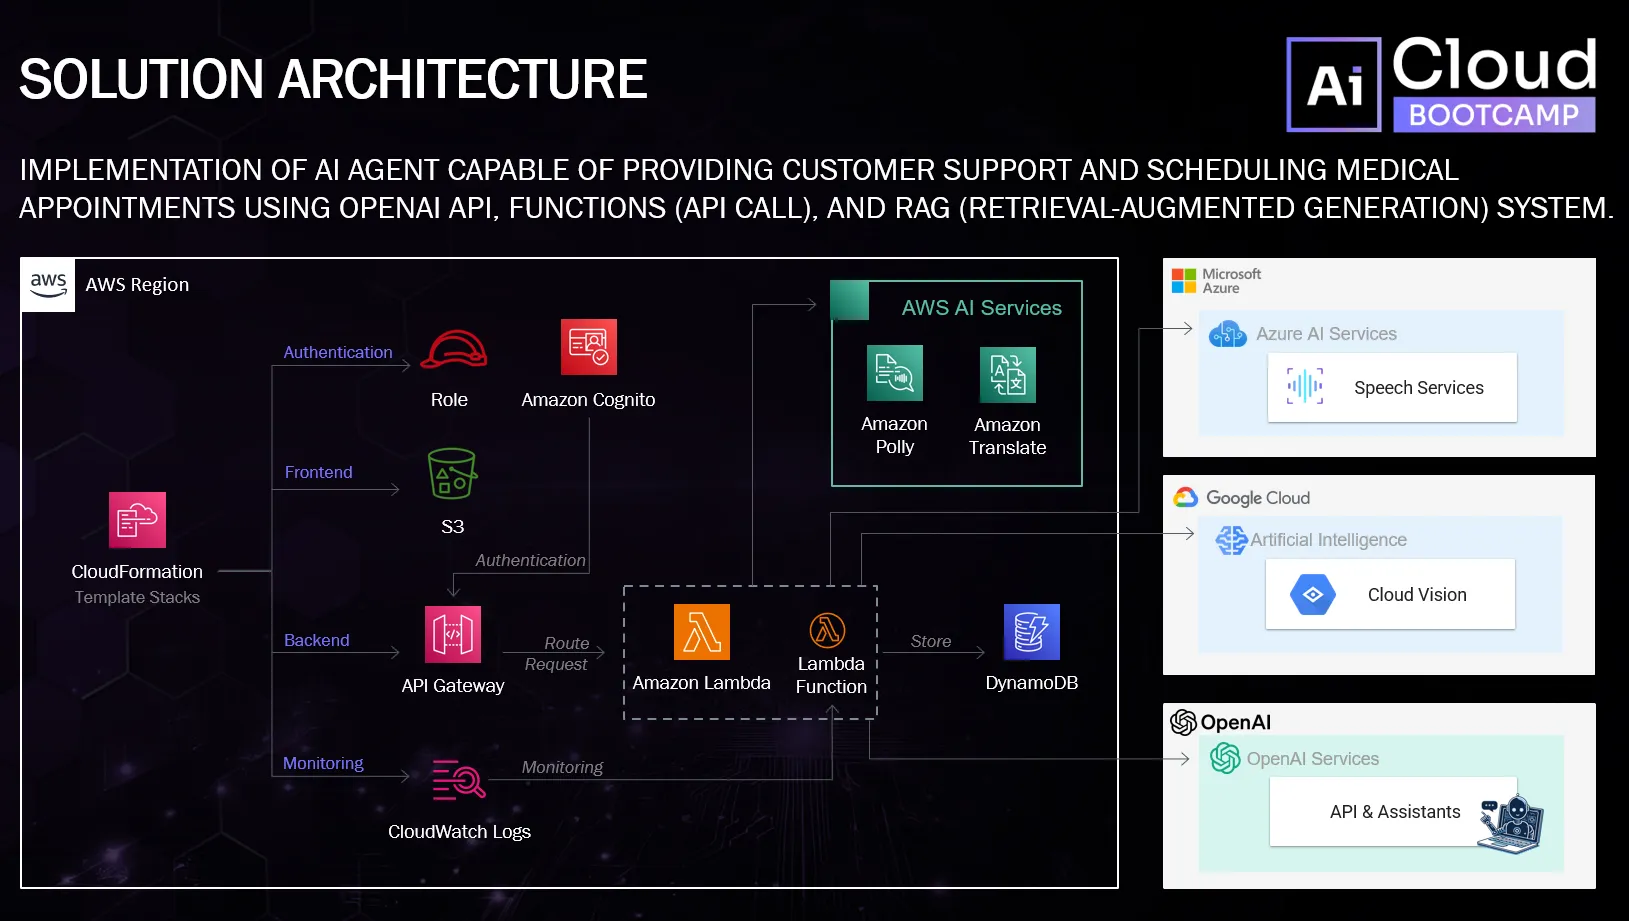 SOLUTION ARCHITECTURE
Ai Cloud
BOOTCAMP
IMPLEMENTATION OF AI AGENT CAPABLE OF PROVIDING CUSTOMER SUPPORT AND SCHEDULING MEDICAL
APPOINTMENTS USING OPENAI API, FUNCTIONS (API CALL), AND RAG (RETRIEVAL-AUGMENTED GENERATION) SYSTEM.
aws
AWS Region
Authentication
Role
Amazon Cognito
Frontend
S3
Authentication
CloudFormation
Template Stacks
Backend
API Gateway
Route
Request
Monitoring
CloudWatch Logs
Monitoring
Amazon Lambda
Lambda
Function
Store
DynamoDB
AWS AI Services
Amazon
Polly
Amazon
Translate
Microsoft
Azure
Azure AI Services
Speech Services
Google Cloud
Artificial Intelligence
Cloud Vision
OpenAI
OpenAI Services
API & Assistants